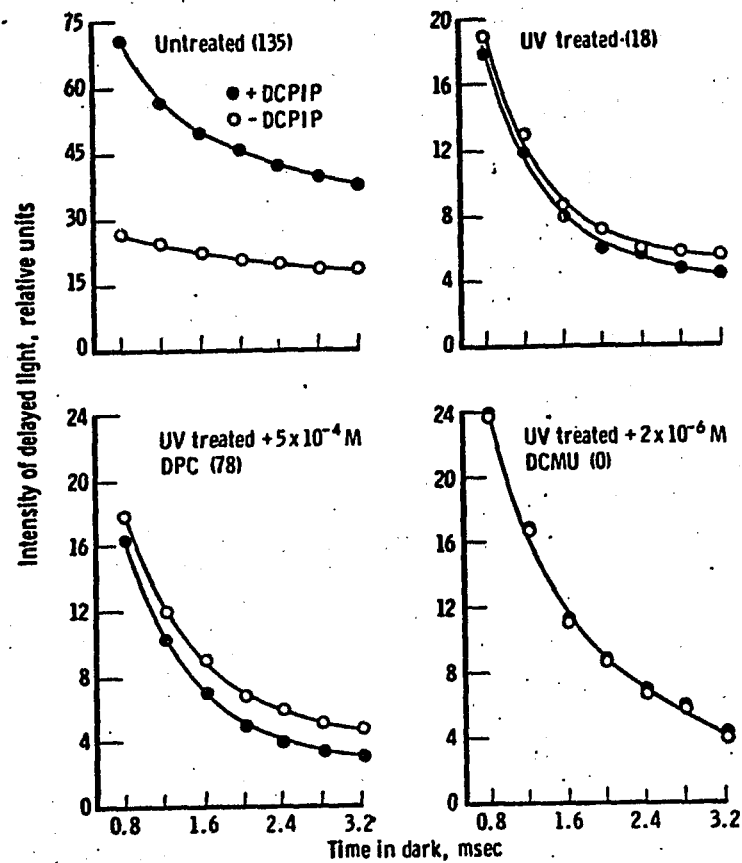 Untreated (135)
● + DCPIP
○ - DCPIP
75
60
45
30
15
0
UV treated (18)
20
16
12
8
4
0
Intensity of delayed light, relative units
UV treated + 5 x 10⁻⁴ M
DPC (78)
24
20
16
12
8
4
0
0.8 1.6 2.4 3.2
UV treated + 2 x 10⁻⁶ M
DCMU (0)
24
20
16
12
8
4
0
0.8 1.6 2.4 3.2
Time in dark, msec